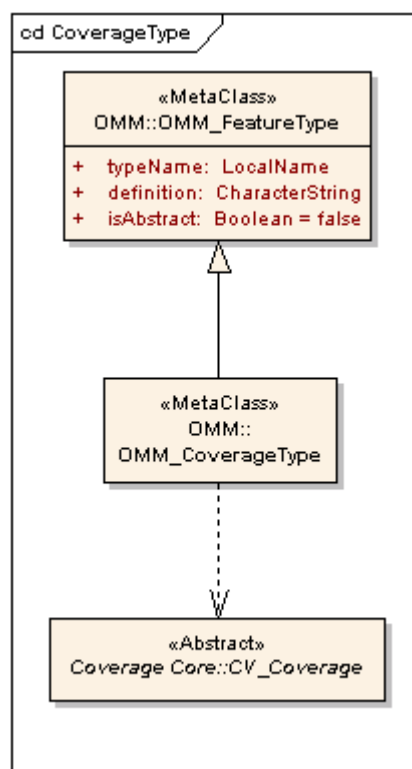 cd CoverageType
«MetaClass»
OMM::OMM_FeatureType
+ typeName: LocalName
+ definition: CharacterString
+ isAbstract: Boolean = false
«MetaClass»
OMM::
OMM_CoverageType
«Abstract»
Coverage Core::CV_Coverage